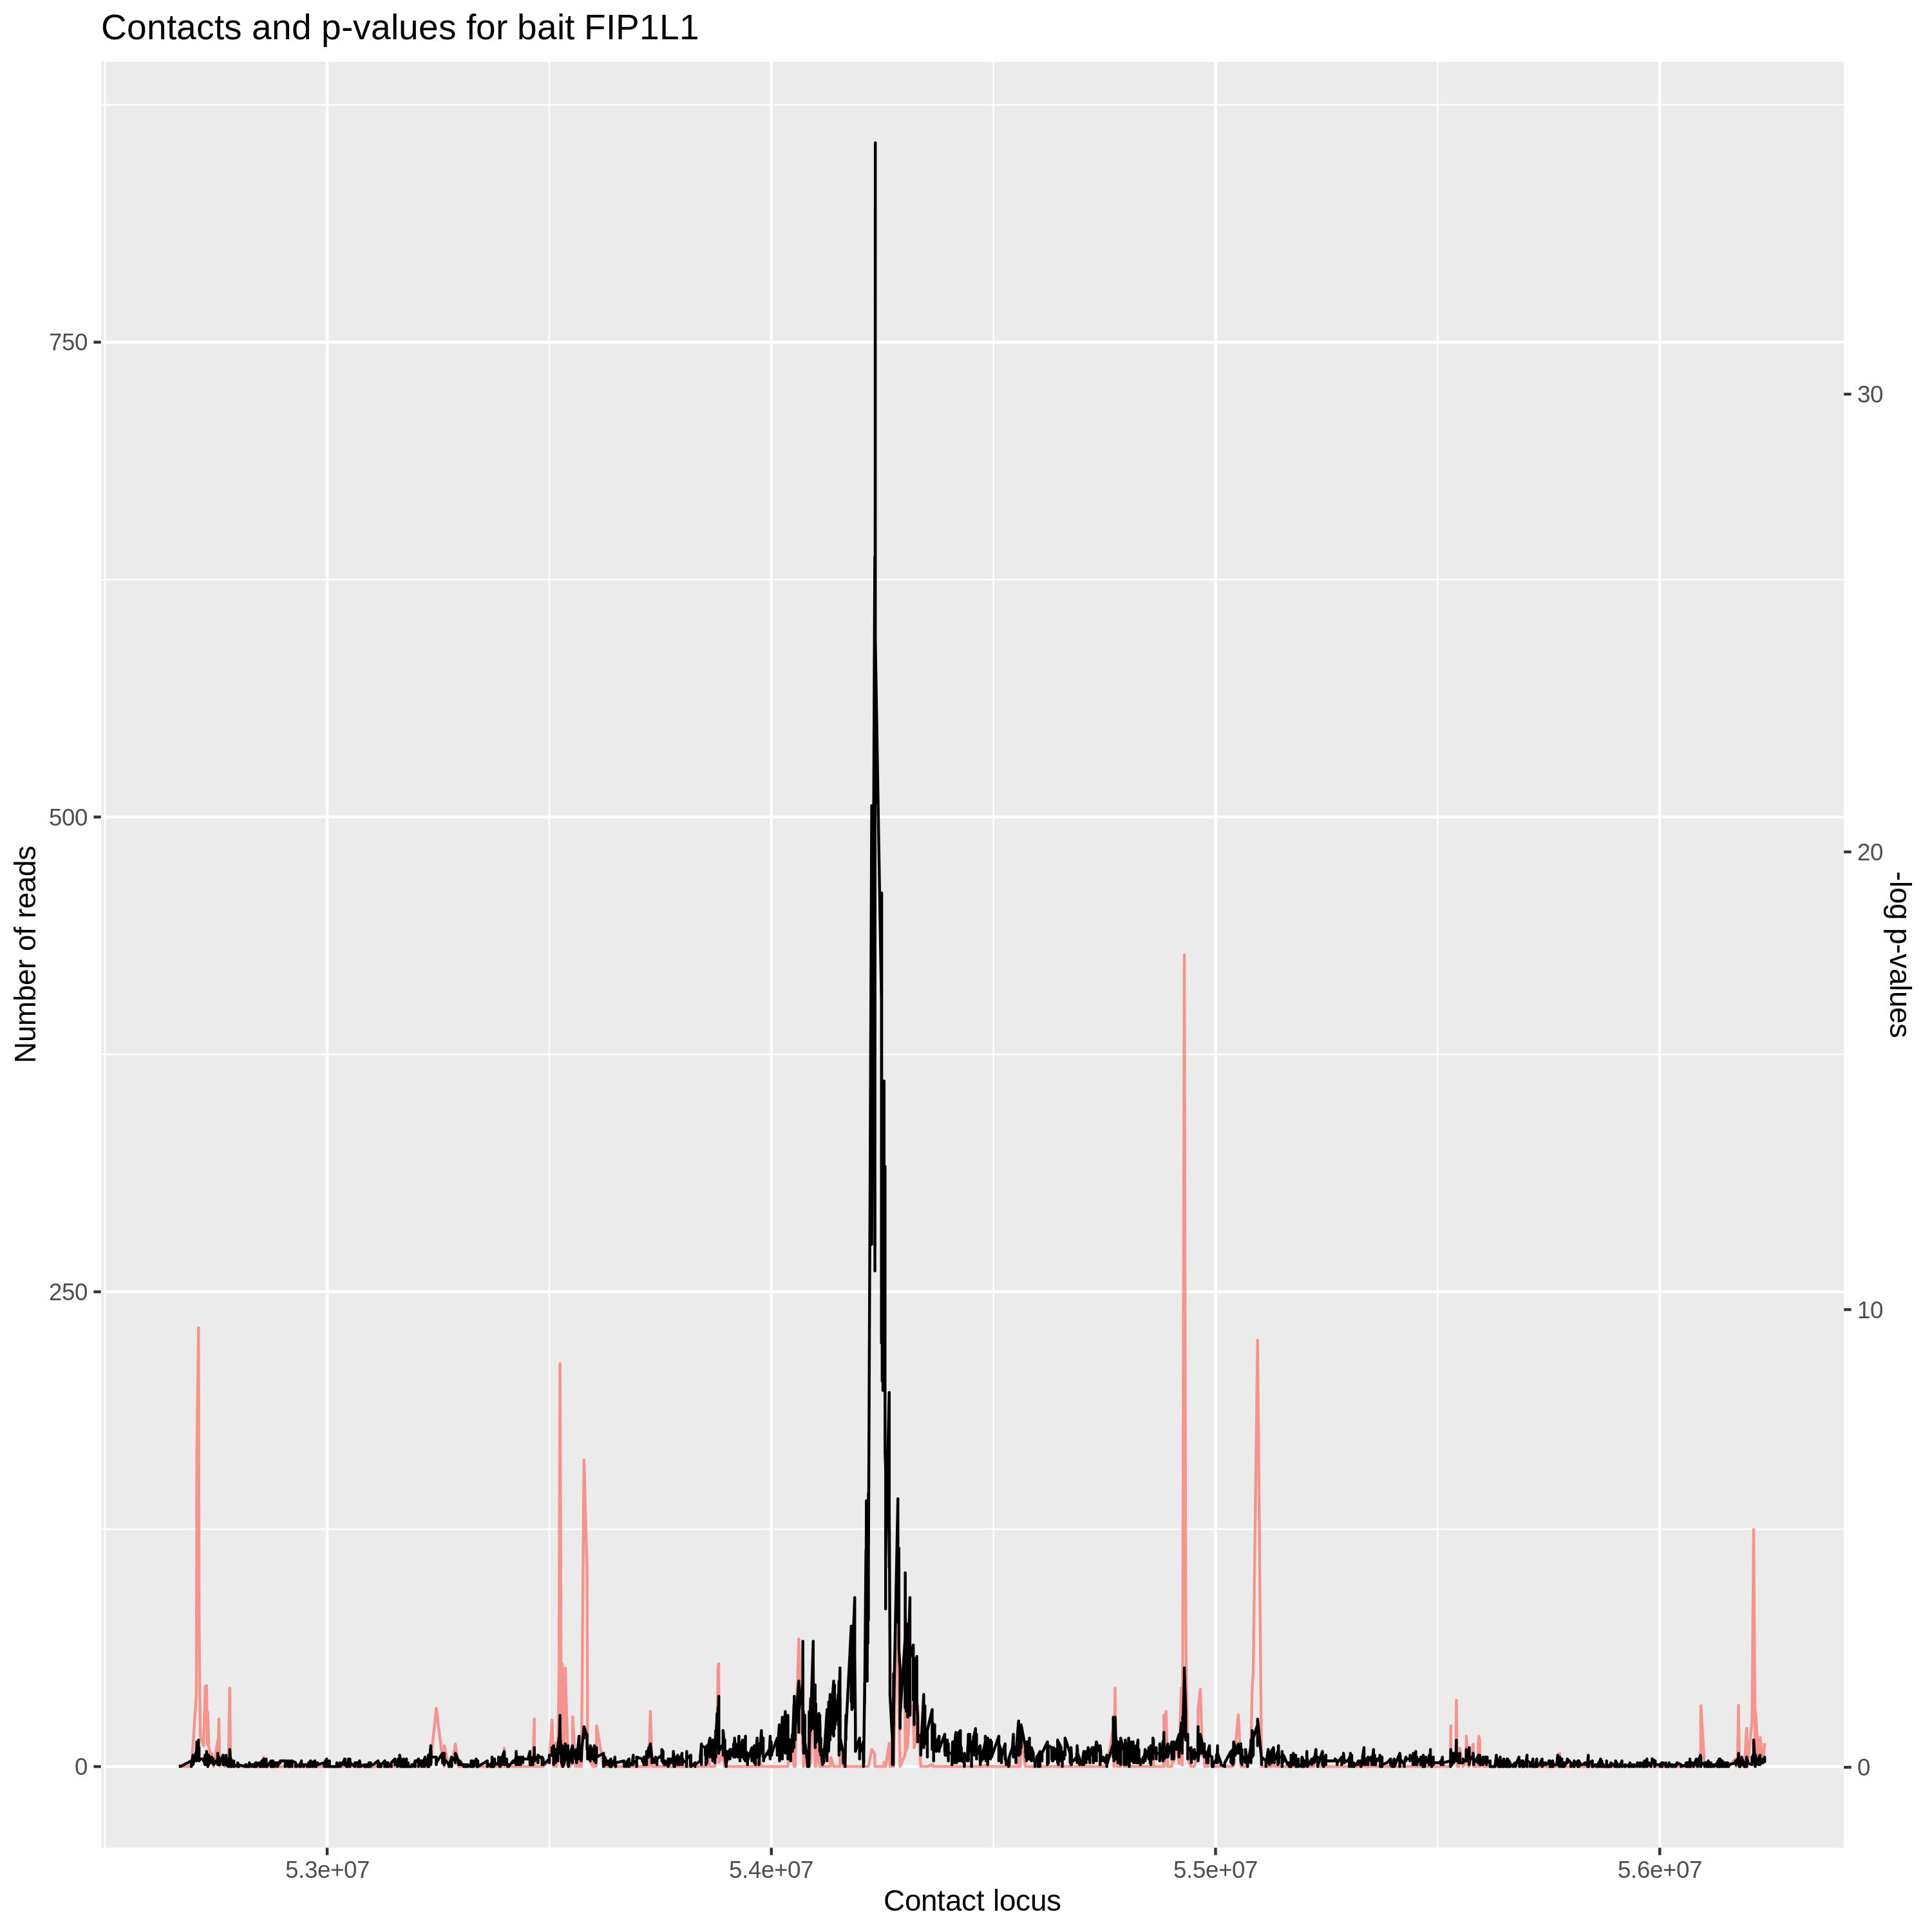 Contacts and p-values for bait FIP1L1
750
500
250
0
30
20
10
0
Number of reads
-log p-values
5.3e+07 5.4e+07 5.5e+07 5.6e+07
Contact locus